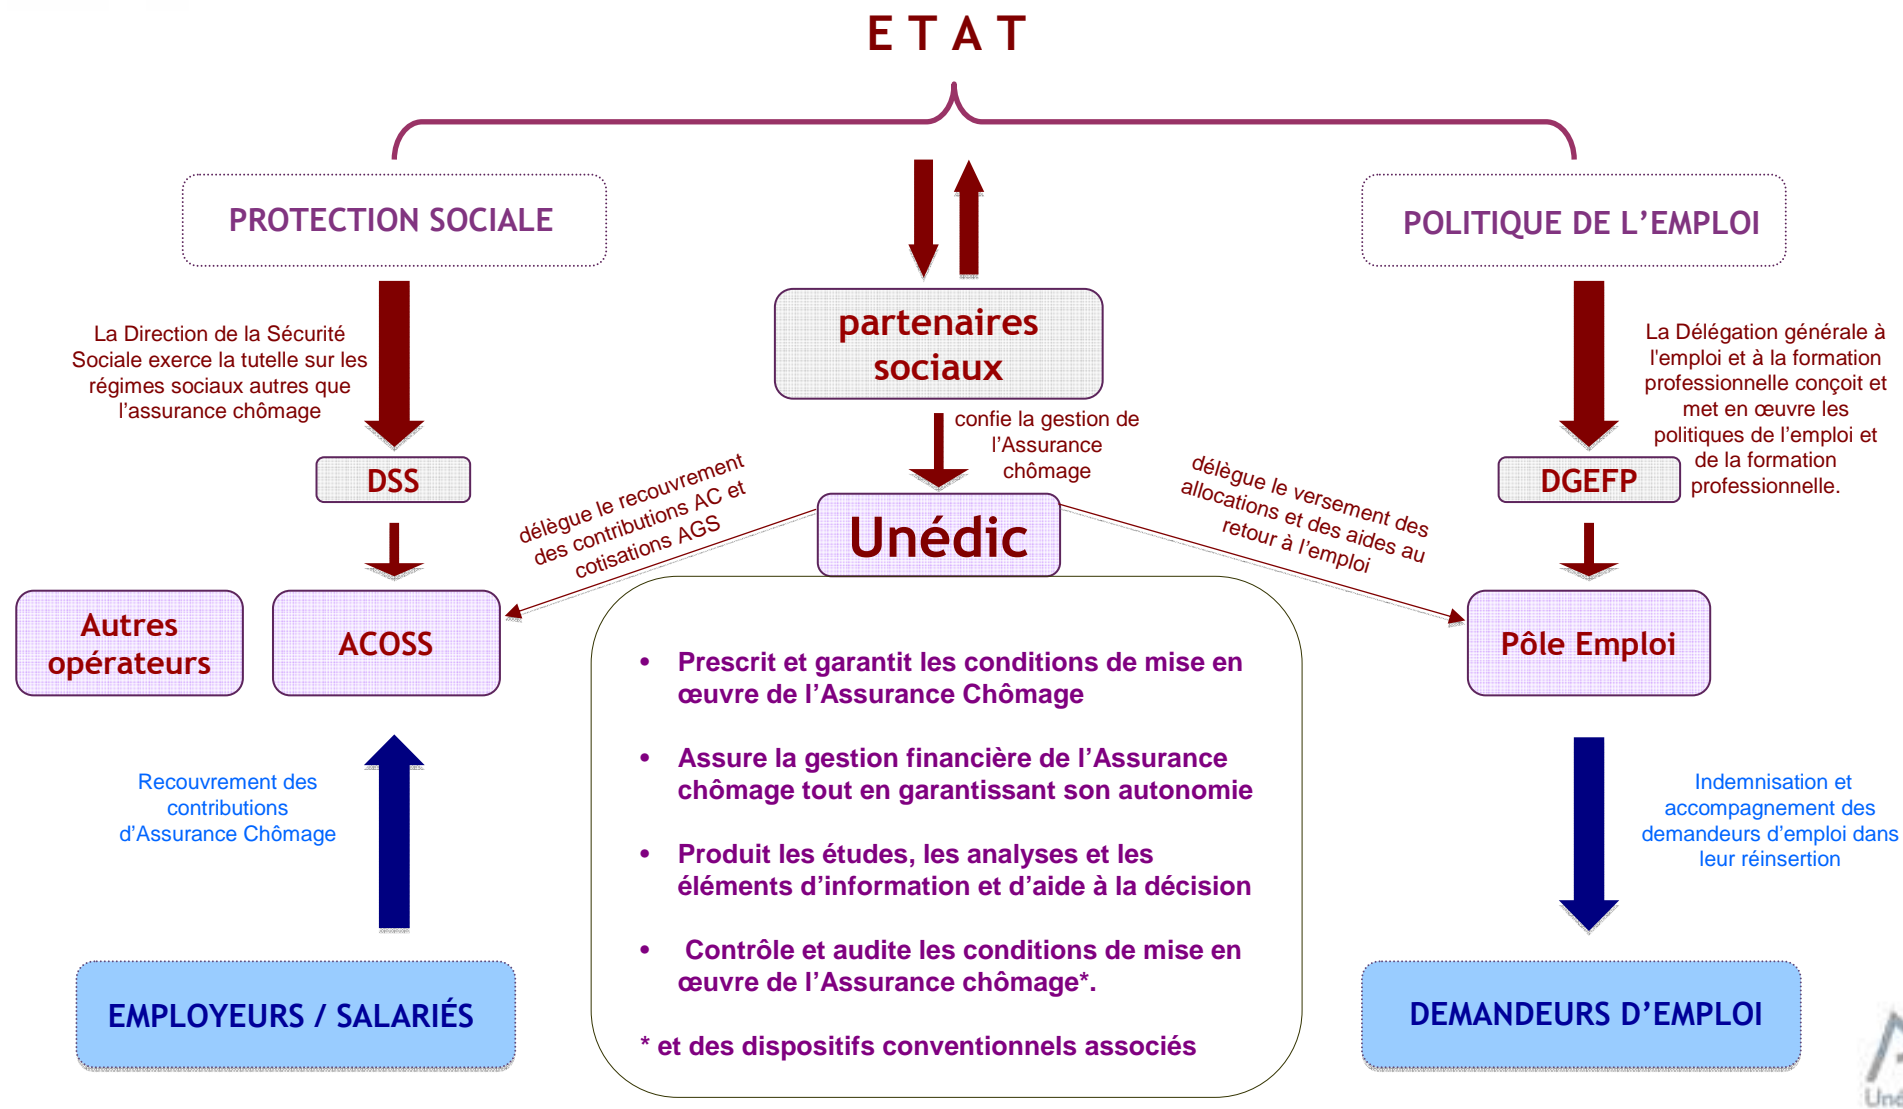 E T A T
PROTECTION SOCIALE
POLITIQUE DE L’EMPLOI
La Direction de la Sécurité
Sociale exerce la tutelle sur les
régimes sociaux autres que
l’assurance chômage
partenaires
sociaux
La Délégation générale à
l'emploi et à la formation
professionnelle conçoit et
met en œuvre les
politiques de l’emploi et
de la formation
professionnelle.
confie la gestion de
l’Assurance
chômage
DSS
DGEFP
délègue le recouvrement
des contributions AC et
cotisations AGS
Unédic
délègue le versement des
allocations et des aides au
retour à l’emploi
Autres
opérateurs
ACOSS
Pôle Emploi
• Prescrit et garantit les conditions de mise en
œuvre de l’Assurance Chômage
• Assure la gestion financière de l’Assurance
chômage tout en garantissant son autonomie
• Produit les études, les analyses et les
éléments d’information et d’aide à la décision
• Contrôle et audite les conditions de mise en
œuvre de l’Assurance chômage*.
* et des dispositifs conventionnels associés
Recouvrement des
contributions
d’Assurance Chômage
Indemnisation et
accompagnement des
demandeurs d’emploi dans
leur réinsertion
EMPLOYEURS / SALARIÉS
DEMANDEURS D’EMPLOI